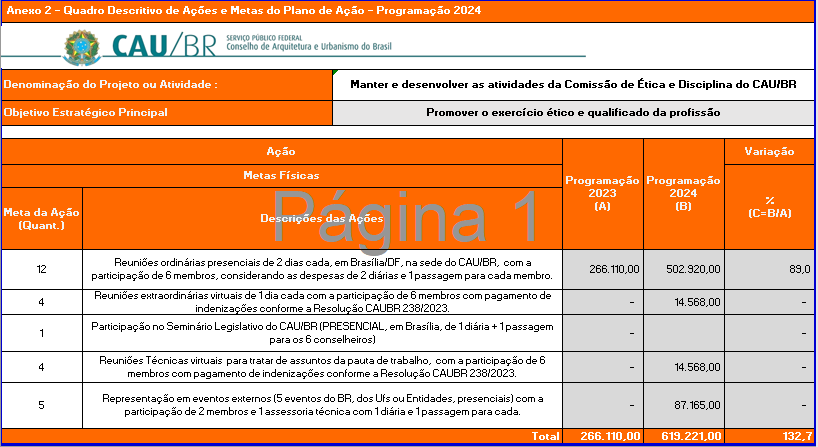 Anexo 2 - Quadro Descritivo de Ações e Metas do Plano de Ação - Programação 2024
CAU/BR
SERVIÇO PÚBLICO FEDERAL
Conselho de Arquitetura e Urbanismo do Brasil
Denominação do Projeto ou Atividade :
Manter e desenvolver as atividades da Comissão de Ética e Disciplina do CAU/BR
Objetivo Estratégico Principal
Promover o exercício ético e qualificado da profissão
Ação
Variação
Metas Físicas
Programação
2023
(A)
Programação
2024
(B)
%
(C=B/A)
Meta da Ação
(Quant.)
Descrições das Ações
Página 1
12
Reuniões ordinárias presenciais de 2 dias cada, em Brasília/DF, na sede do CAU/BR, com a
participação de 6 membros, considerando as despesas de 2 diárias e 1 passagem para cada membro.
266.110,00
502.920,00
89,0
4
Reuniões extraordinárias virtuais de 1 dia cada com a participação de 6 membros com pagamento de
indenizações conforme a Resolução CAUBR 238/2023.
-
14.568,00
-
1
Participação no Seminário Legislativo do CAU/BR (PRESENCIAL, em Brasília, de 1 diária + 1 passagem
para os 6 conselheiros)
-
-
4
Reuniões Técnicas virtuais para tratar de assuntos da pauta de trabalho, com a participação de 6
membros com pagamento de indenizações conforme a Resolução CAUBR 238/2023.
-
14.568,00
-
5
Representação em eventos externos (5 eventos do BR, dos Ufs ou Entidades, presenciais) com a
participação de 2 membros e 1 assessoria técnica com 1 diária e 1 passagem para cada.
-
87.165,00
-
Total
266.110,00
619.221,00
132,7